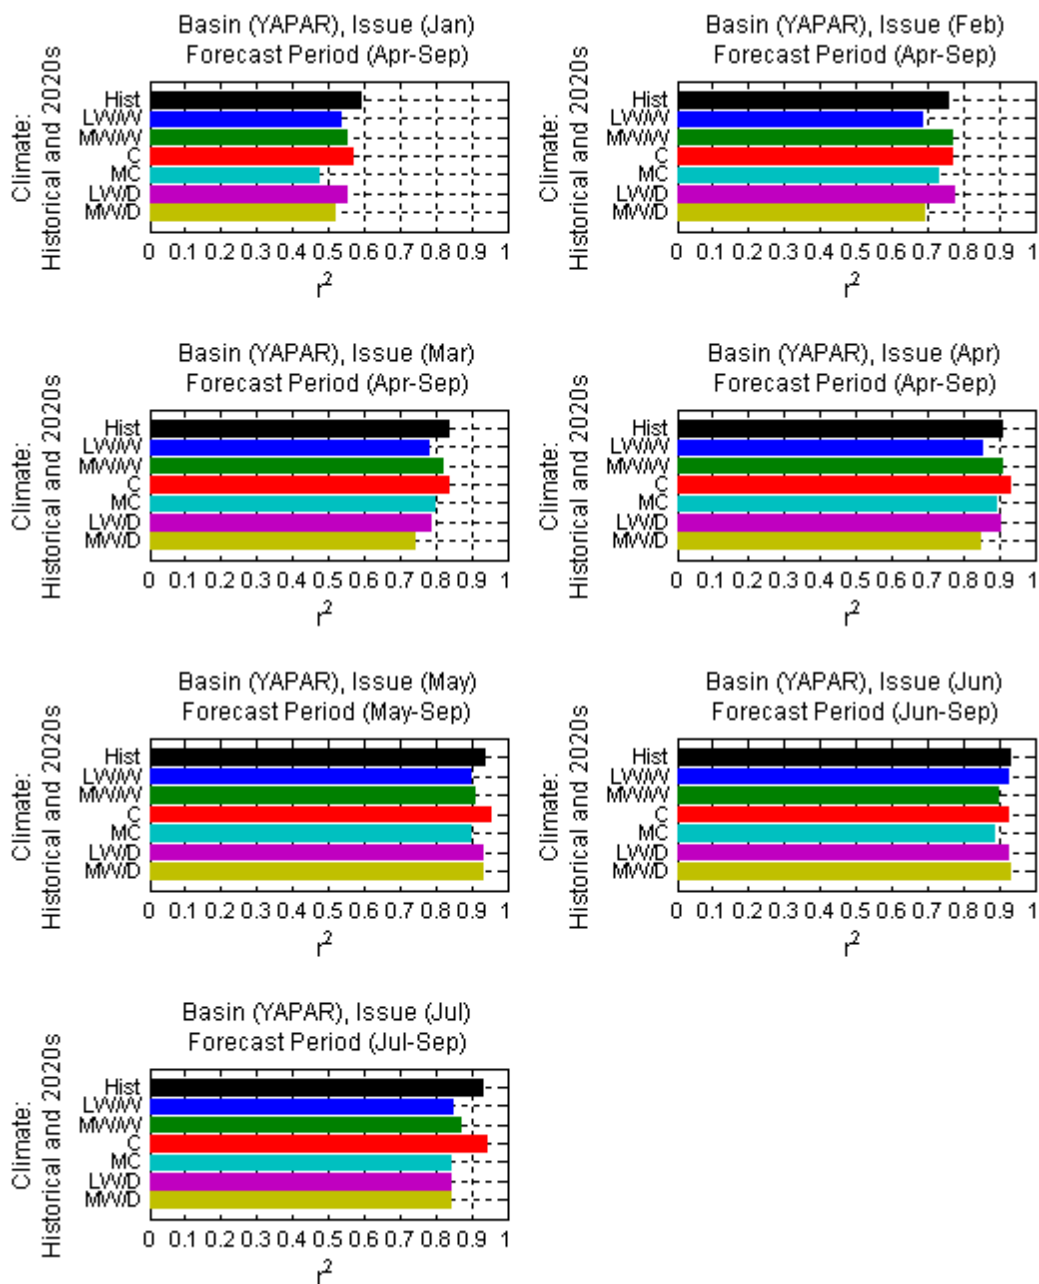 Basin (YAPAR), Issue (Jan)
Forecast Period (Apr-Sep)
Climate:
Historical and 2020s
Hist
LW/W
MW/W
C
MC
LW/D
MW/D
0 0.1 0.2 0.3 0.4 0.5 0.6 0.7 0.8 0.9 1
r²
Basin (YAPAR), Issue (Feb)
Forecast Period (Apr-Sep)
Climate:
Historical and 2020s
Hist
LW/W
MW/W
C
MC
LW/D
MW/D
0 0.1 0.2 0.3 0.4 0.5 0.6 0.7 0.8 0.9 1
r²
Basin (YAPAR), Issue (Mar)
Forecast Period (Apr-Sep)
Climate:
Historical and 2020s
Hist
LW/W
MW/W
C
MC
LW/D
MW/D
0 0.1 0.2 0.3 0.4 0.5 0.6 0.7 0.8 0.9 1
r²
Basin (YAPAR), Issue (Apr)
Forecast Period (Apr-Sep)
Climate:
Historical and 2020s
Hist
LW/W
MW/W
C
MC
LW/D
MW/D
0 0.1 0.2 0.3 0.4 0.5 0.6 0.7 0.8 0.9 1
r²
Basin (YAPAR), Issue (May)
Forecast Period (May-Sep)
Climate:
Historical and 2020s
Hist
LW/W
MW/W
C
MC
LW/D
MW/D
0 0.1 0.2 0.3 0.4 0.5 0.6 0.7 0.8 0.9 1
r²
Basin (YAPAR), Issue (Jun)
Forecast Period (Jun-Sep)
Climate:
Historical and 2020s
Hist
LW/W
MW/W
C
MC
LW/D
MW/D
0 0.1 0.2 0.3 0.4 0.5 0.6 0.7 0.8 0.9 1
r²
Basin (YAPAR), Issue (Jul)
Forecast Period (Jul-Sep)
Climate:
Historical and 2020s
Hist
LW/W
MW/W
C
MC
LW/D
MW/D
0 0.1 0.2 0.3 0.4 0.5 0.6 0.7 0.8 0.9 1
r²